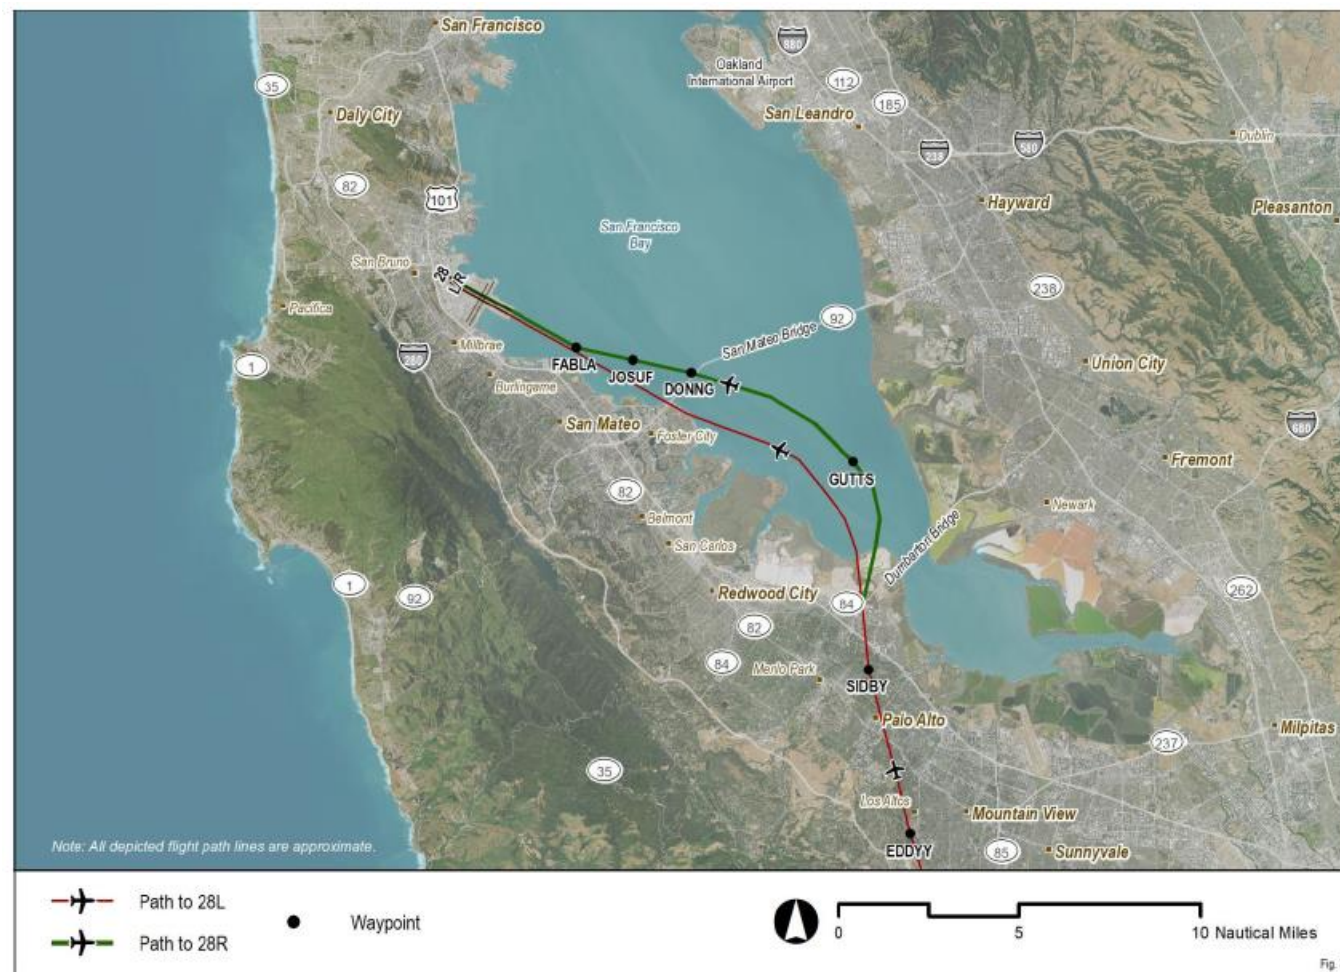 San Francisco
880
Oakland
International Airport
35
112
185
Daly City
San Leandro
Dublin
580
238
82
101
Hayward
Pleasanton
San Francisco
Bay
San Bruno
28
L/R
238
Pacifica
92
San Mateo Bridge
Millbrae
280
1
FABLA
JOSUF
DONNG
Union City
Burlingame
680
San Mateo
Foster City
Fremont
GUTTS
82
Newark
Belmont
Dumbarton Bridge
San Carlos
1
92
Redwood City
84
262
82
84
Menlo Park
SIDBY
Palo Alto
Milpitas
237
35
Los Altos
Mountain View
Note: All depicted flight path lines are approximate.
EDDYY
85
Sunnyvale
Path to 28L
Waypoint
Path to 28R
0
5
10 Nautical Miles
Fig.